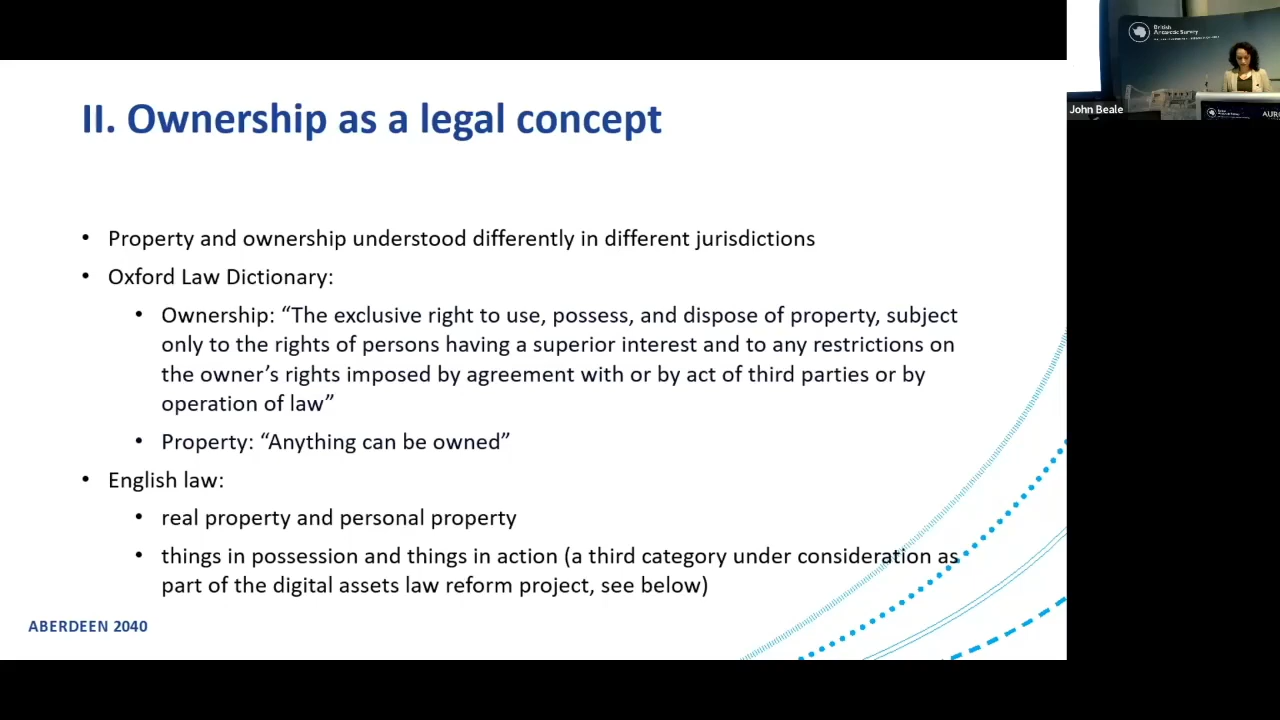 II. Ownership as a legal concept
• Property and ownership understood differently in different jurisdictions
• Oxford Law Dictionary:
• Ownership: “The exclusive right to use, possess, and dispose of property, subject
only to the rights of persons having a superior interest and to any restrictions on
the owner’s rights imposed by agreement with or by act of third parties or by
operation of law”
• Property: “Anything can be owned”
• English law:
• real property and personal property
• things in possession and things in action (a third category under consideration as
part of the digital assets law reform project, see below)
ABERDEEN 2040
British
Antarctic Survey
John Beale
AURO